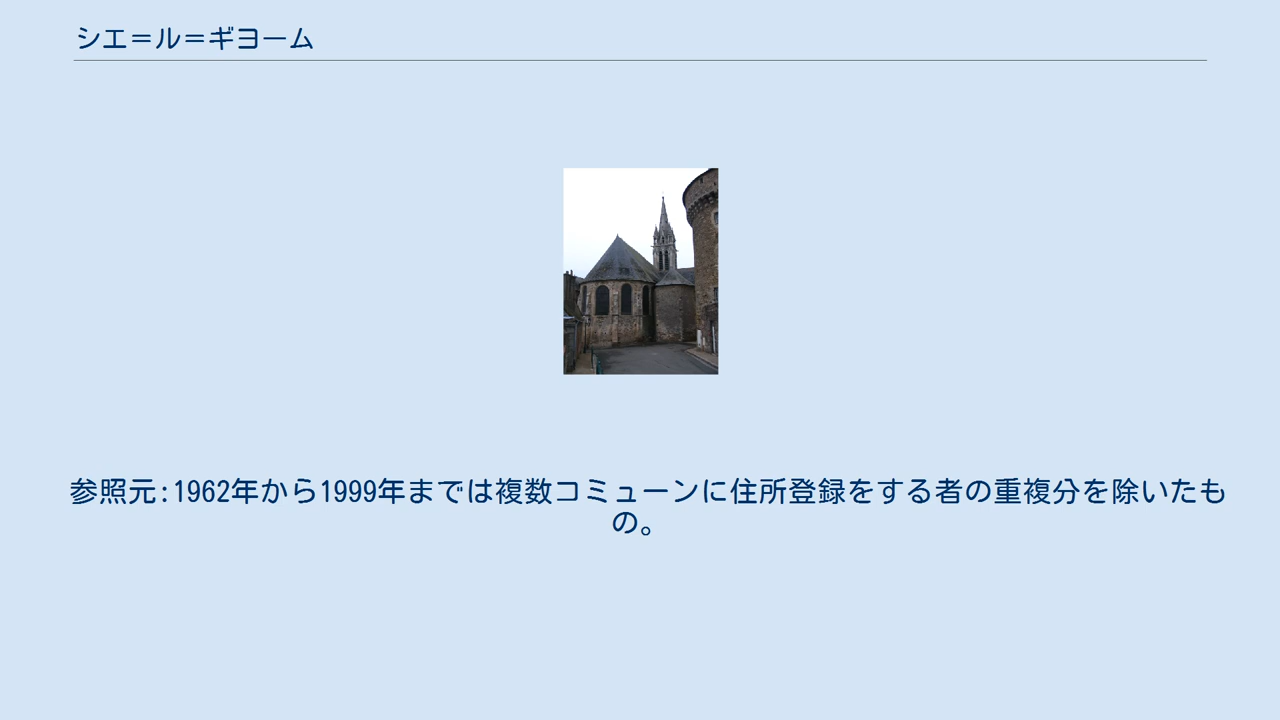 シエ＝ル＝ギヨーム
参照元:1962年から1999年までは複数コミューンに住所登録をする者の重複分を除いたも
の。